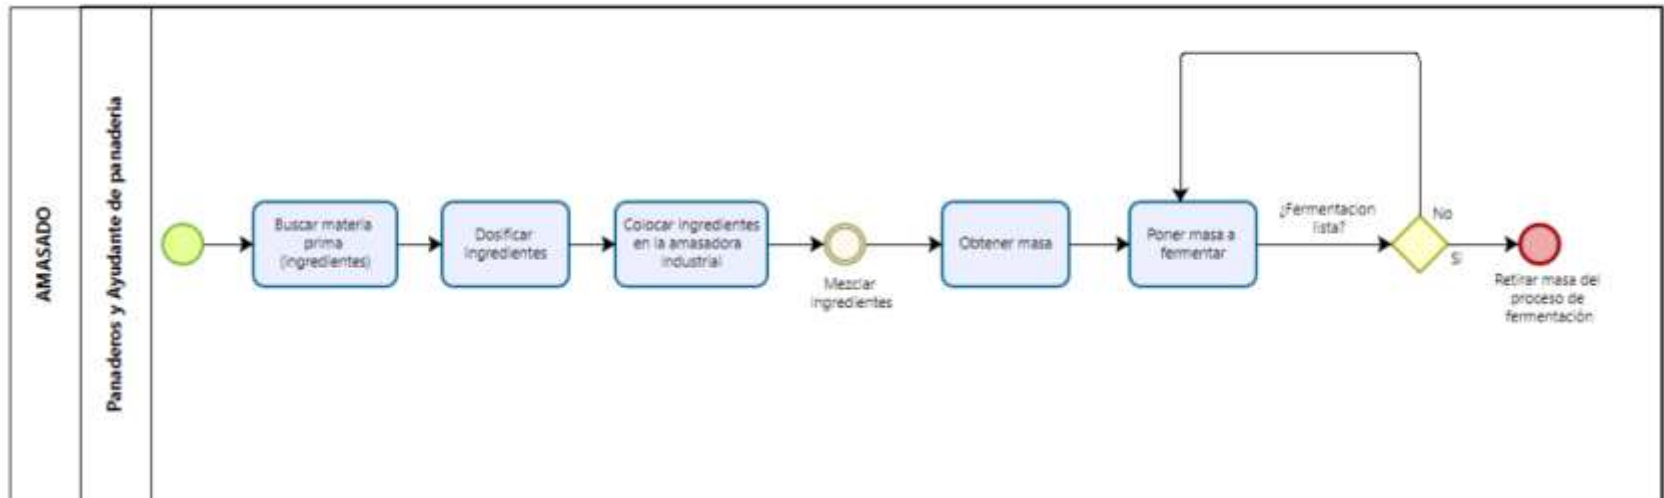 AMASADO
Panaderos y Ayudante de panaderia
Buscar materia
prima
(ingredientes)
Dosificar
ingredientes
Colocar ingredientes
en la amasadora
industrial
Mezclar
ingredientes
Obtener masa
Poner masa a
fermentar
¿Fermentacion
lista?
No
Si
Retirar masa del
proceso de
fermentación